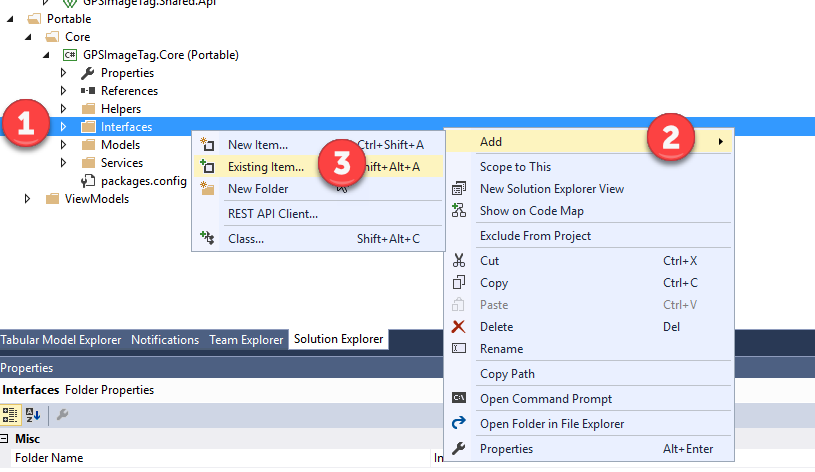 GPSImageTag.Shared.Api
Portable
Core
C# GPSImageTag.Core (Portable)
Properties
References
Helpers
1
Interfaces
Models
Services
packages.config
ViewModels
New Item... Ctrl+Shift+A
Existing Item... 3 hift+Alt+A
New Folder
REST API Client...
Class... Shift+Alt+C
Add 2
Scope to This
New Solution Explorer View
Show on Code Map
Exclude From Project
Cut Ctrl+X
Copy Ctrl+C
Paste Ctrl+V
Delete Del
Rename
Copy Path
Open Command Prompt
Open Folder in File Explorer
Properties Alt+Enter
Tabular Model Explorer Notifications Team Explorer Solution Explorer
Properties
Interfaces Folder Properties
Misc
Folder Name In